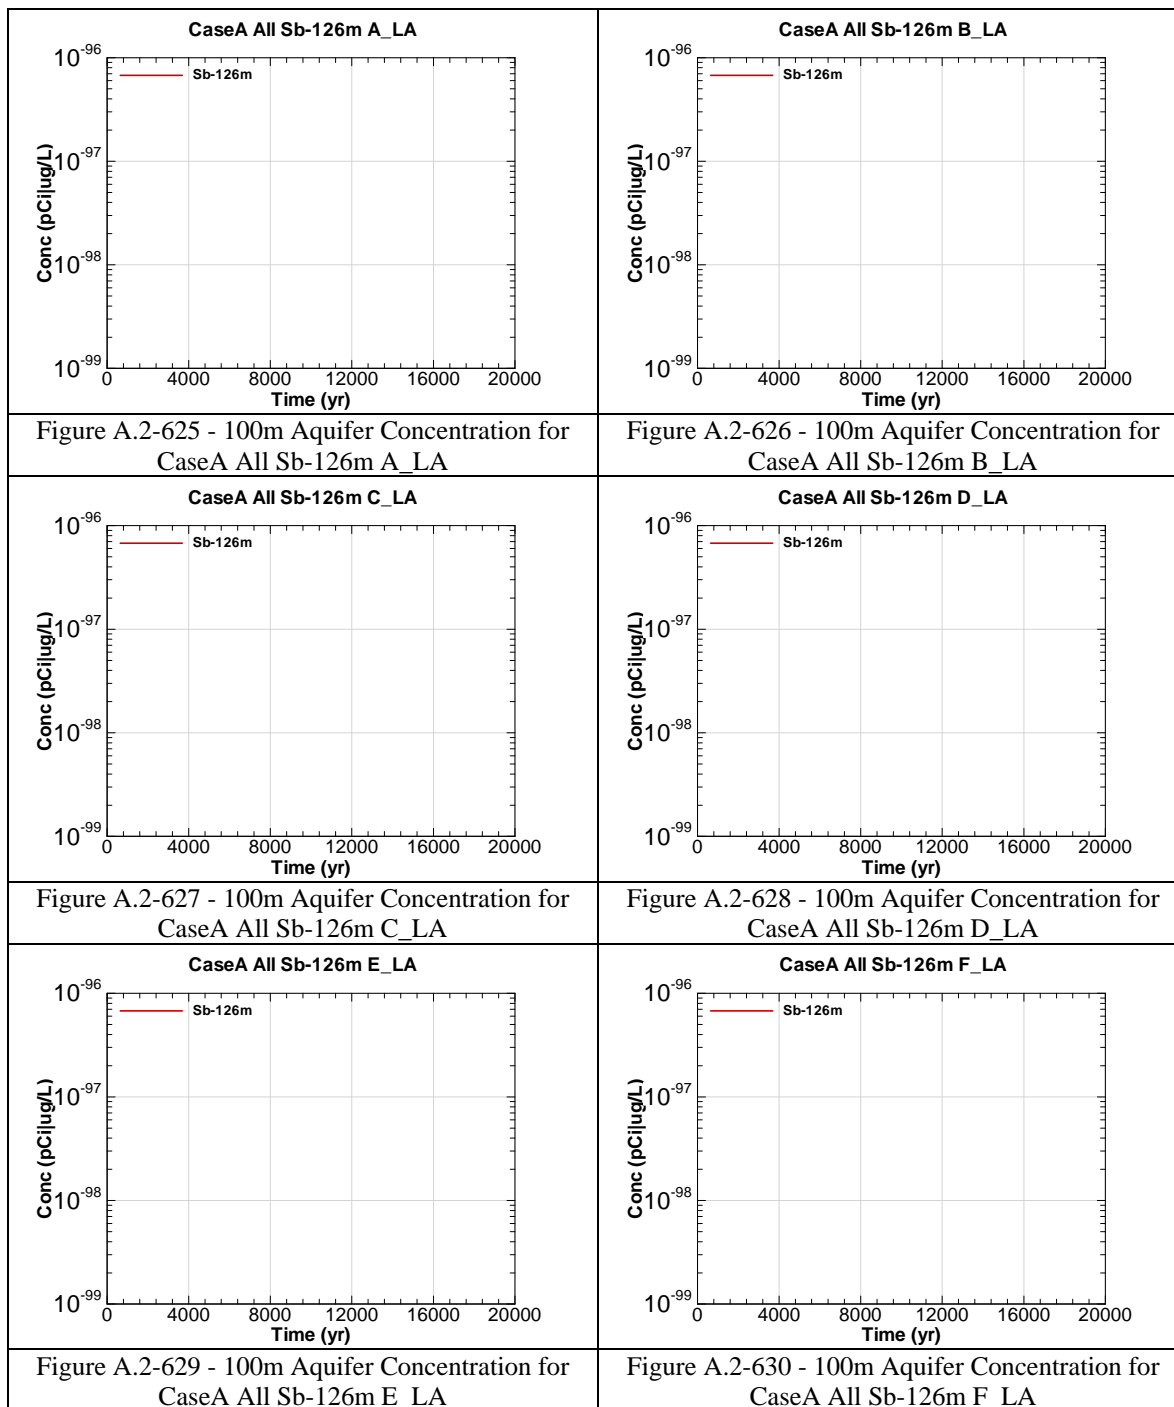 CaseA All Sb-126m A_LA
10-96
Sb-126m
10-97
Conc (pCi|ug/L)
10-98
10-99
0 4000 8000 12000 16000 20000
Time (yr)
Figure A.2-625 - 100m Aquifer Concentration for
CaseA All Sb-126m A_LA
CaseA All Sb-126m B_LA
10-96
Sb-126m
10-97
Conc (pCi|ug/L)
10-98
10-99
0 4000 8000 12000 16000 20000
Time (yr)
Figure A.2-626 - 100m Aquifer Concentration for
CaseA All Sb-126m B_LA
CaseA All Sb-126m C_LA
10-96
Sb-126m
10-97
Conc (pCi|ug/L)
10-98
10-99
0 4000 8000 12000 16000 20000
Time (yr)
Figure A.2-627 - 100m Aquifer Concentration for
CaseA All Sb-126m C_LA
CaseA All Sb-126m D_LA
10-96
Sb-126m
10-97
Conc (pCi|ug/L)
10-98
10-99
0 4000 8000 12000 16000 20000
Time (yr)
Figure A.2-628 - 100m Aquifer Concentration for
CaseA All Sb-126m D_LA
CaseA All Sb-126m E_LA
10-96
Sb-126m
10-97
Conc (pCi|ug/L)
10-98
10-99
0 4000 8000 12000 16000 20000
Time (yr)
Figure A.2-629 - 100m Aquifer Concentration for
CaseA All Sb-126m E_LA
CaseA All Sb-126m F_LA
10-96
Sb-126m
10-97
Conc (pCi|ug/L)
10-98
10-99
0 4000 8000 12000 16000 20000
Time (yr)
Figure A.2-630 - 100m Aquifer Concentration for
CaseA All Sb-126m F_LA